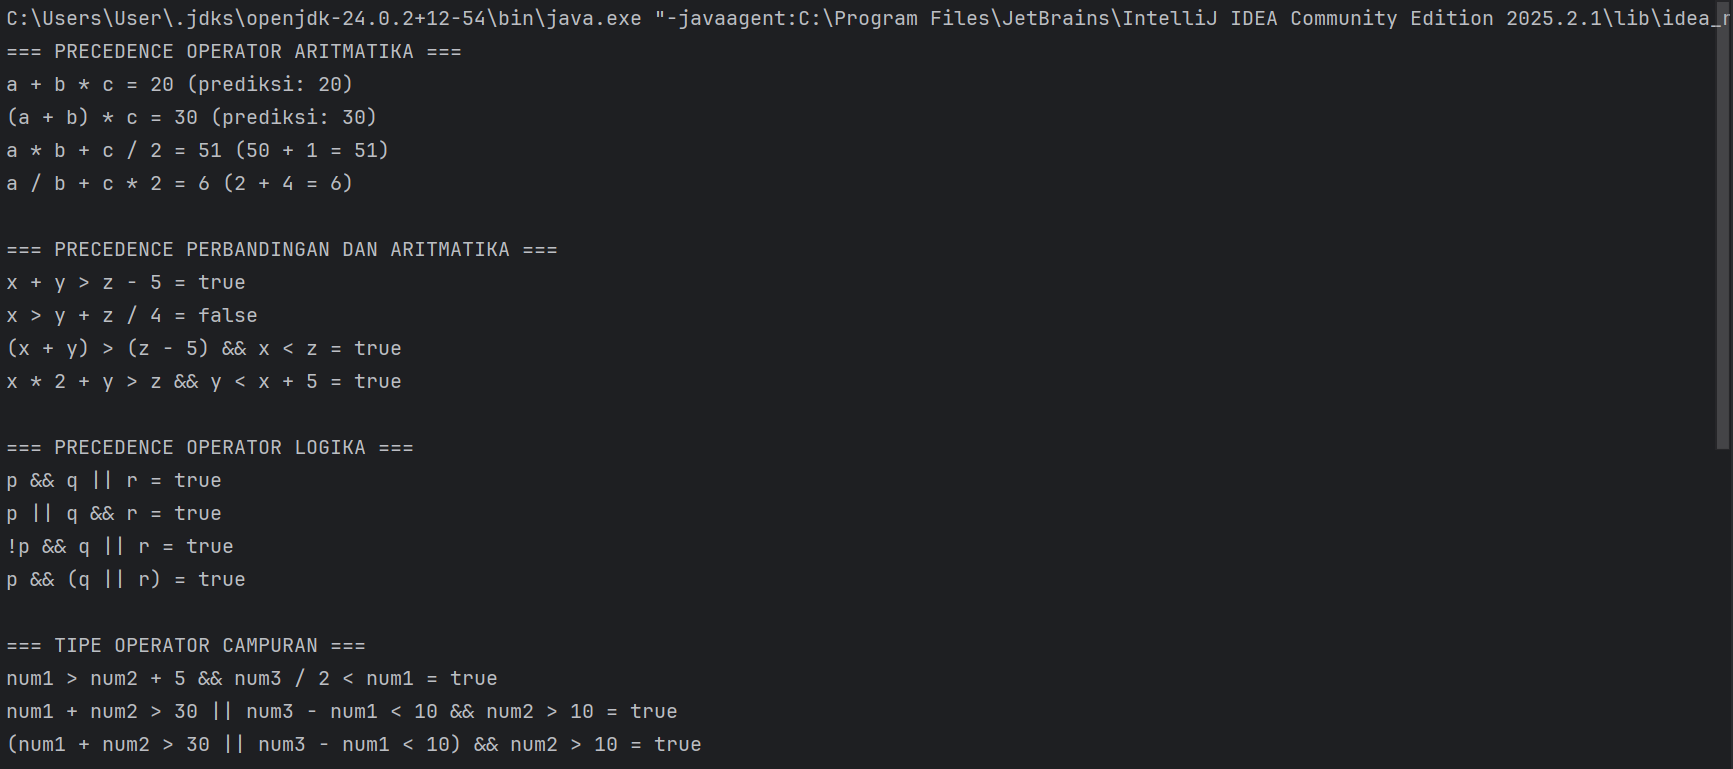 C:\Users\User\.jdks\openjdk-24.0.2+12-54\bin\java.exe "-javaagent:C:\Program Files\JetBrains\IntelliJ IDEA Community Edition 2025.2.1\lib\idea_r
=== PRECEDENCE OPERATOR ARITMATIKA ===
a + b * c = 20 (prediksi: 20)
(a + b) * c = 30 (prediksi: 30)
a * b + c / 2 = 51 (50 + 1 = 51)
a / b + c * 2 = 6 (2 + 4 = 6)
=== PRECEDENCE PERBANDINGAN DAN ARITMATIKA ===
x + y > z - 5 = true
x > y + z / 4 = false
(x + y) > (z - 5) && x < z = true
x * 2 + y > z && y < x + 5 = true
=== PRECEDENCE OPERATOR LOGIKA ===
p && q || r = true
p || q && r = true
!p && q || r = true
p && (q || r) = true
=== TIPE OPERATOR CAMPURAN ===
num1 > num2 + 5 && num3 / 2 < num1 = true
num1 + num2 > 30 || num3 - num1 < 10 && num2 > 10 = true
(num1 + num2 > 30 || num3 - num1 < 10) && num2 > 10 = true